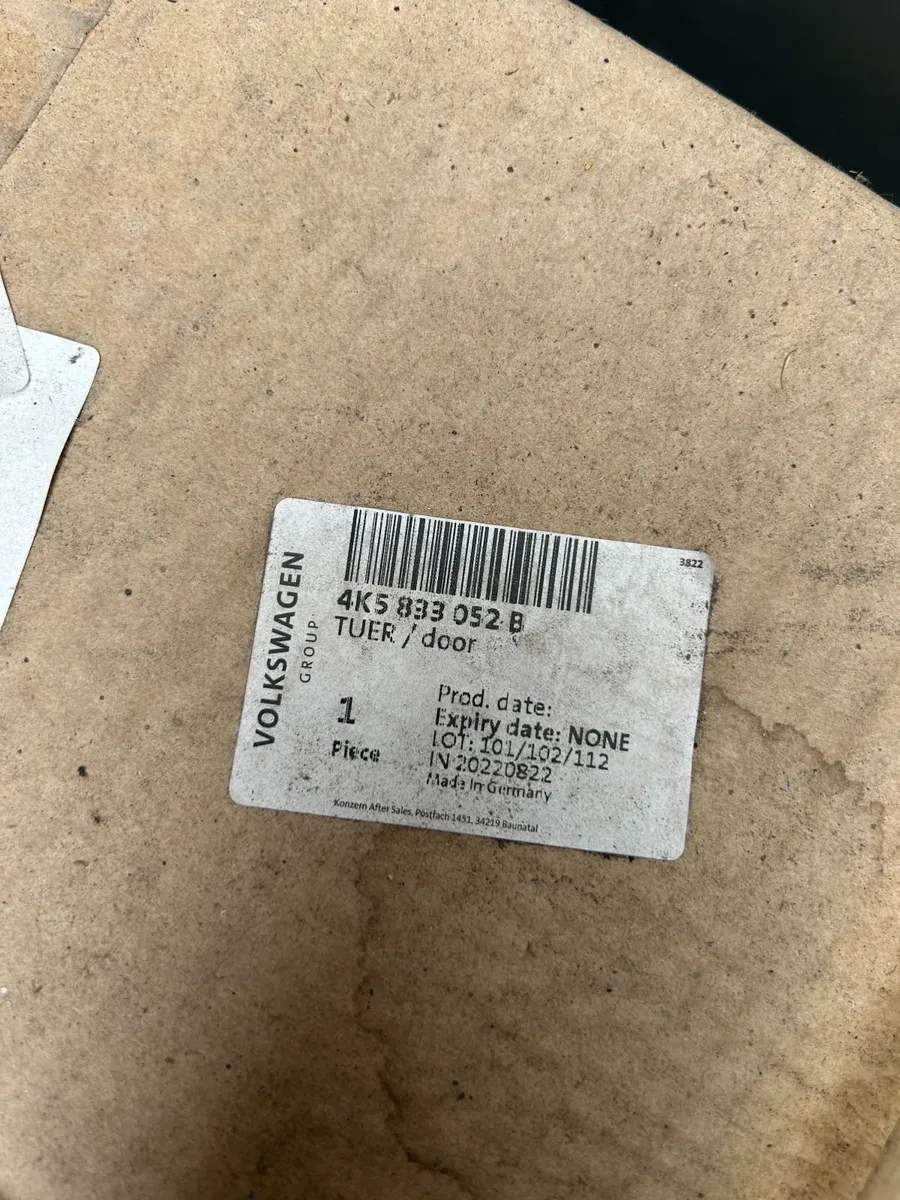 3822
VOLKSWAGEN
GROUP
4K5 833 052 B
TUER / door
1
Piece
Prod. date:
Expiry date: NONE
LOT: 101/102/112
IN 20220822
Made In Germany
Konzern After Sales, Postfach 1451, 34219 Baunatal